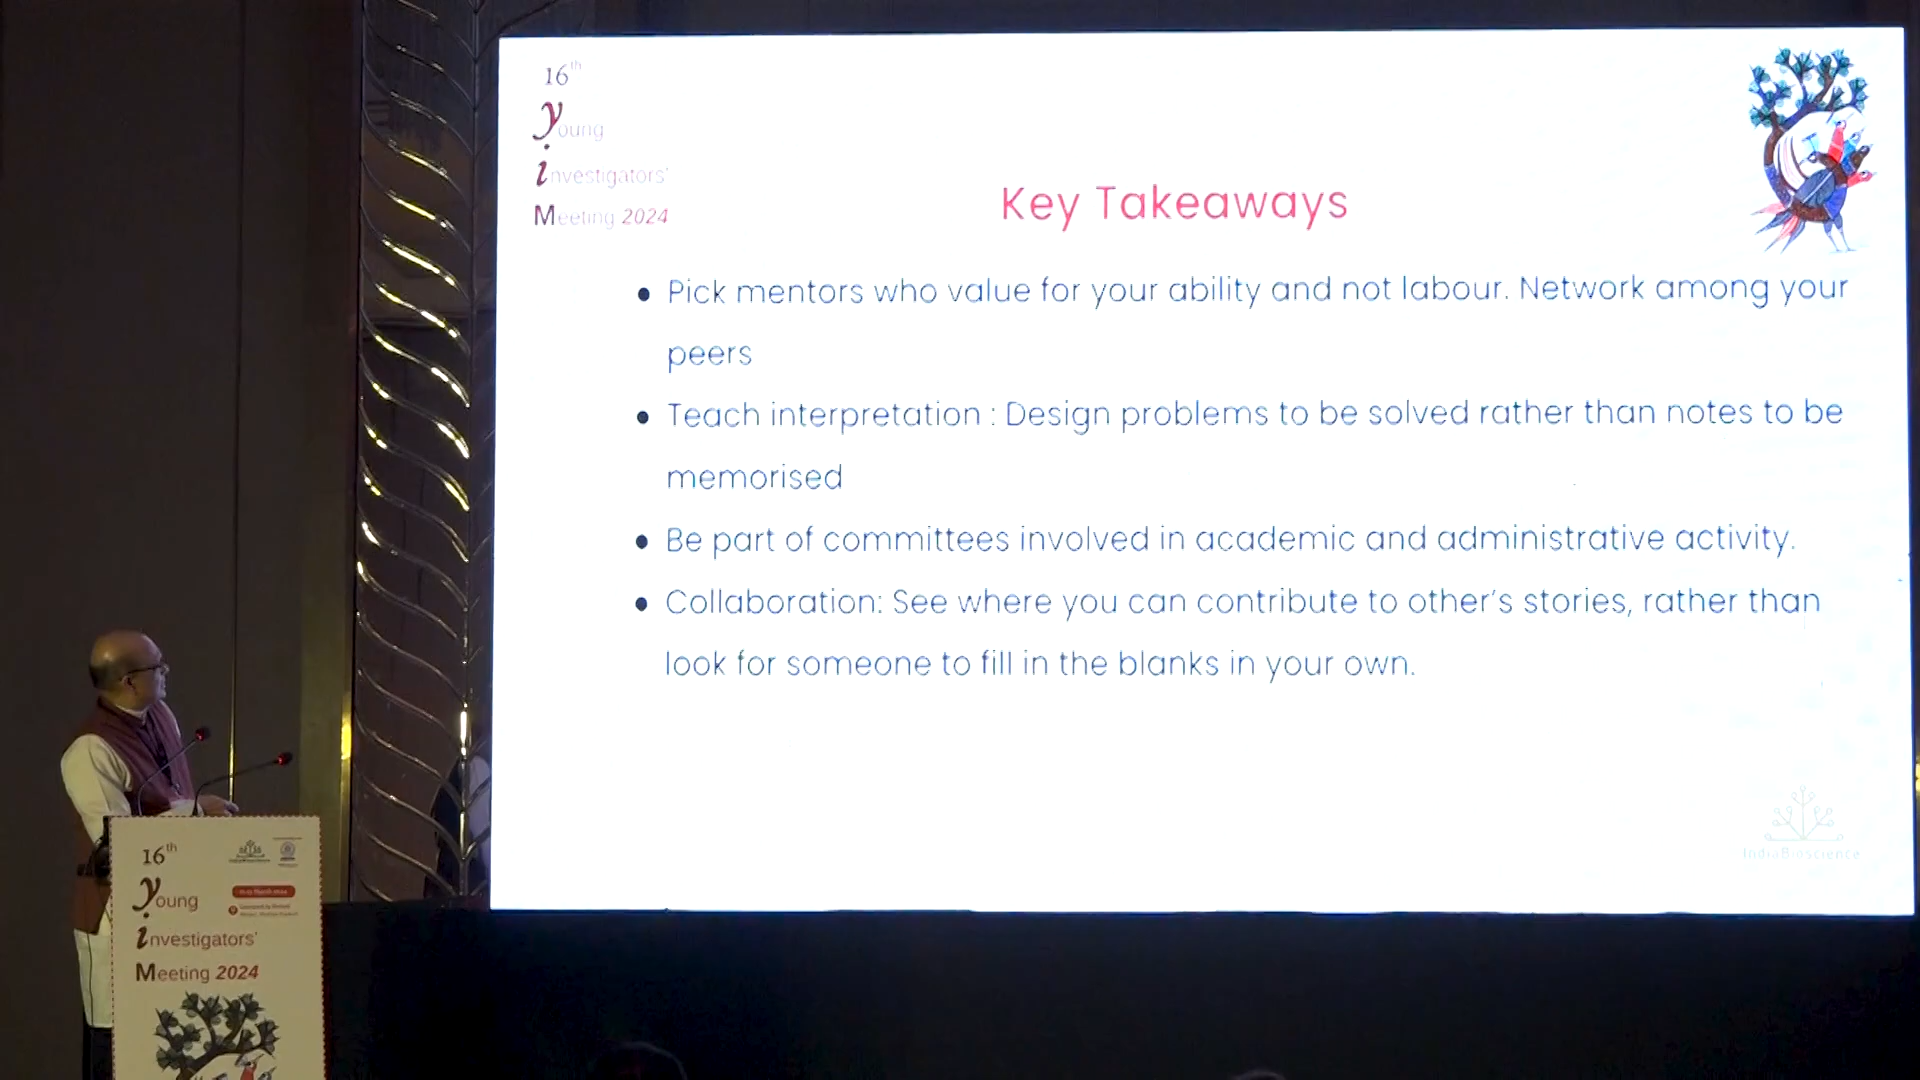 16th
Young
investigators'
Meeting 2024
Key Takeaways
Pick mentors who value for your ability and not labour. Network among your
peers
Teach interpretation : Design problems to be solved rather than notes to be
memorised
Be part of committees involved in academic and administrative activity.
Collaboration: See where you can contribute to other's stories, rather than
look for someone to fill in the blanks in your own.
IndiaBioscience
16th
Young
investigators'
Meeting 2024